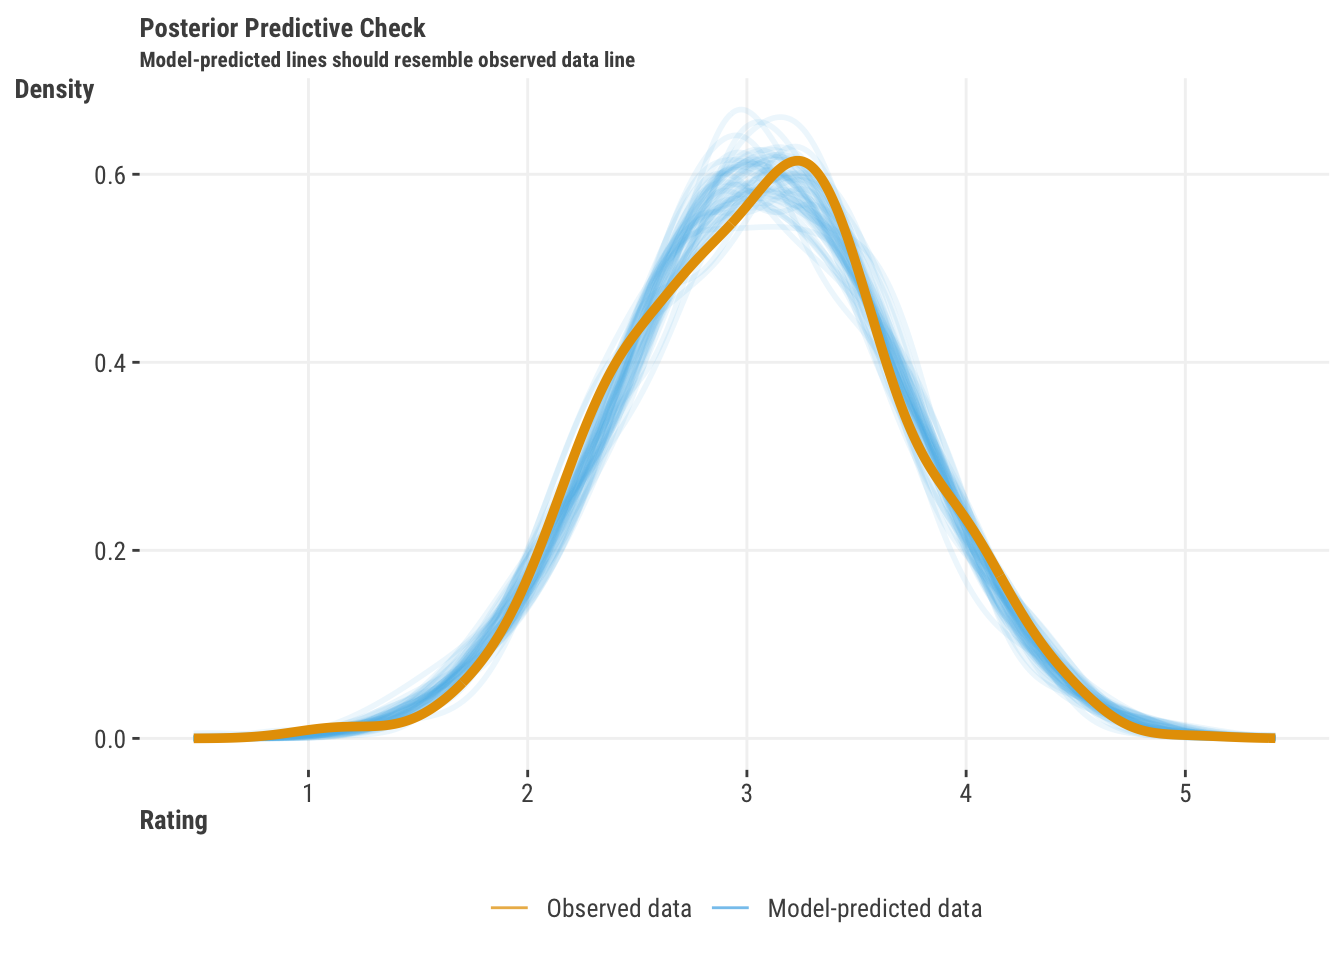 Posterior Predictive Check
Model-predicted lines should resemble observed data line
Density
0.6
0.4
0.2
0.0
1 2 3 4 5
Rating
Observed data Model-predicted data